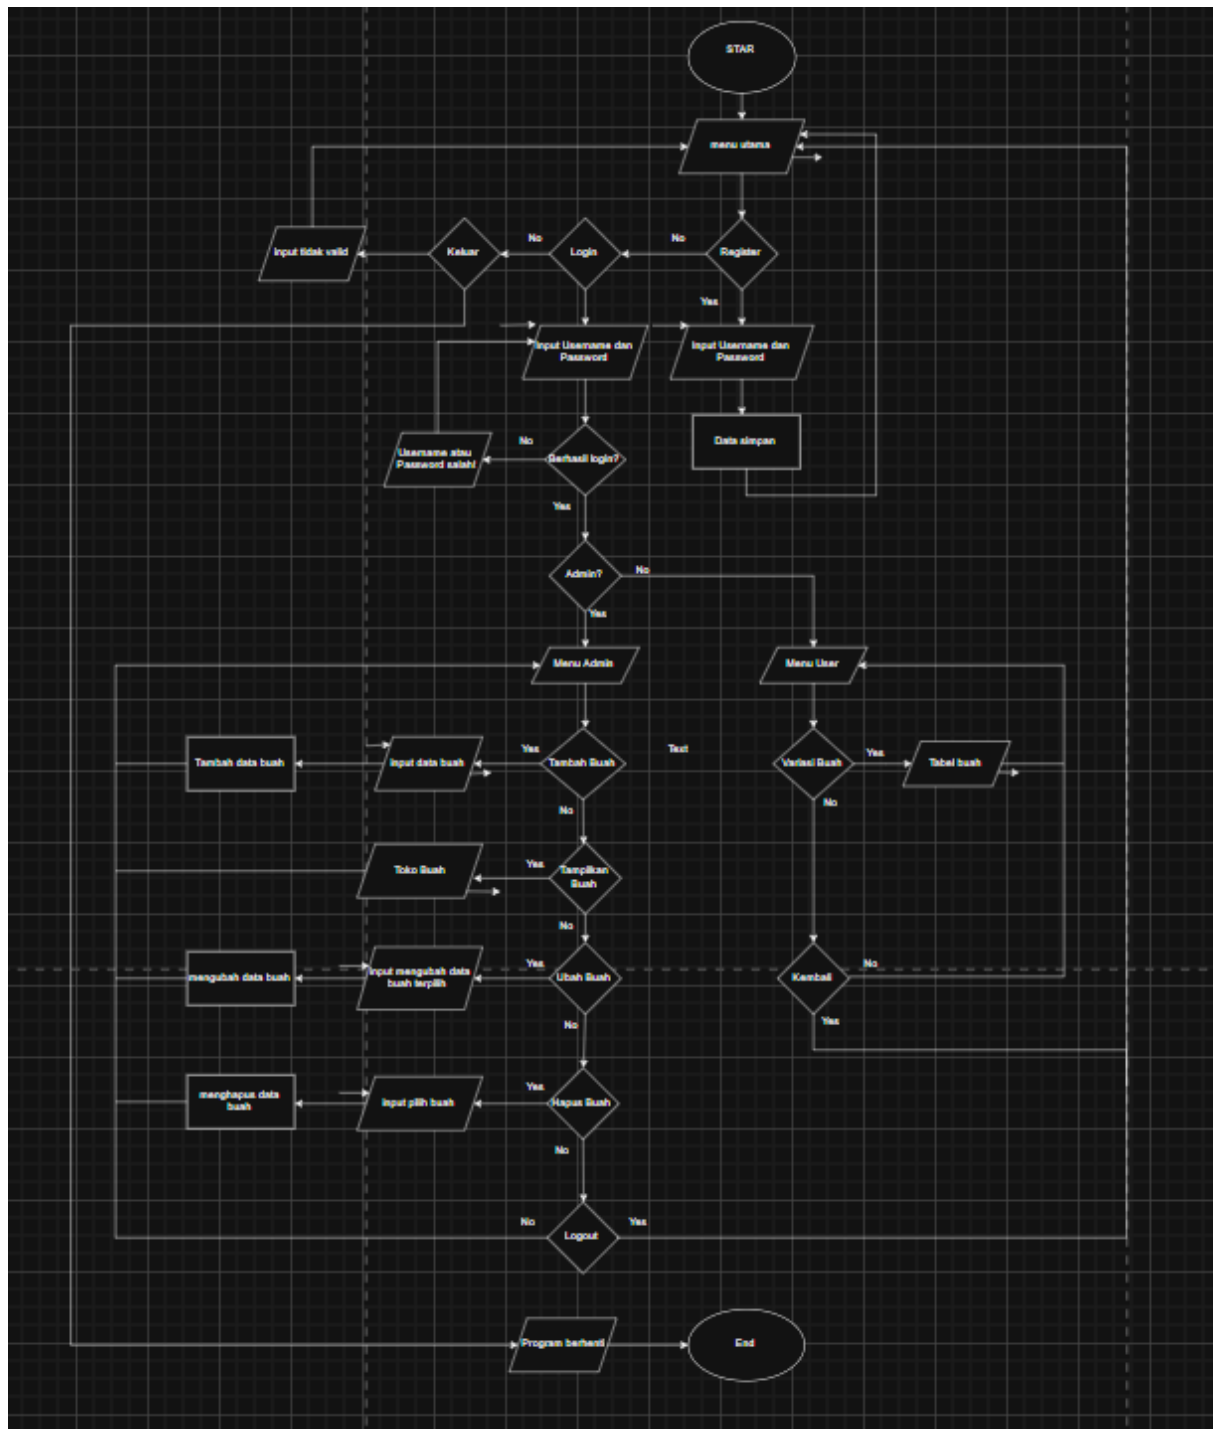 STAR
menu utama
No
No
Input tidak valid
Keluar
Login
Register
Yes
Input Username dan
Password
Input Username dan
Password
No
Username atau
Password salah!
Berhasil login?
Data simpan
Yes
Admin?
No
Yes
Menu Admin
Menu User
Yes
Text
Yes
Tambah data buah
Input data buah
Tambah Buah
Variasi Buah
Tabel buah
No
No
Yes
Toko Buah
Tampilkan
Buah
No
Yes
No
mengubah data buah
Input mengubah data
buah terpilih
Ubah Buah
Kembali
No
Yes
Yes
menghapus data
buah
Input pilih buah
Hapus Buah
No
No
Yes
Logout
Program berhenti
End